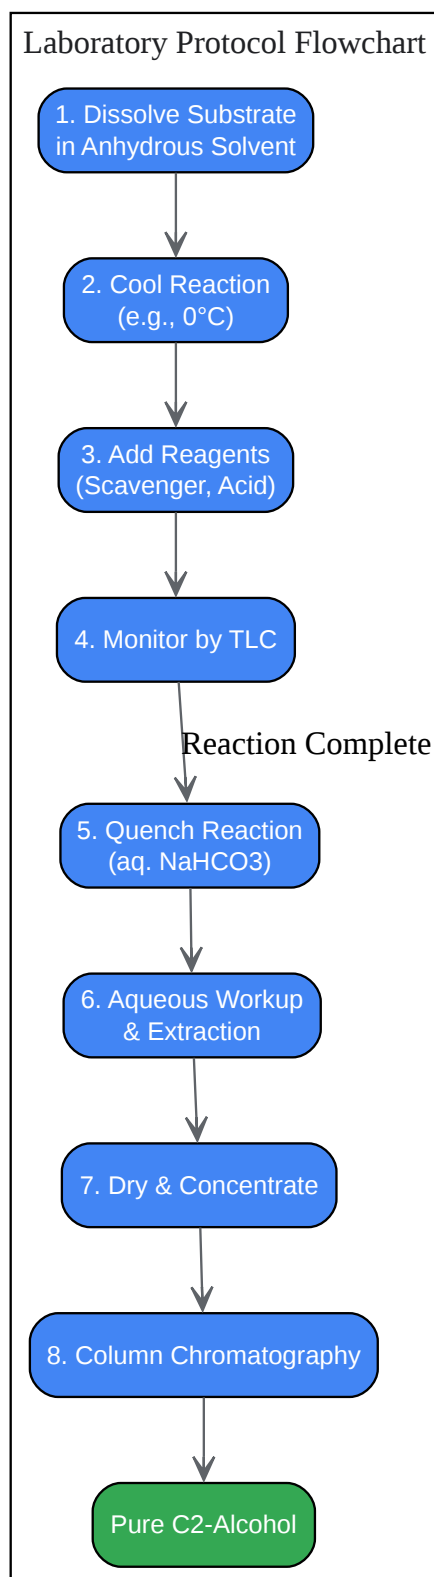 Laboratory Protocol Flowchart
1. Dissolve Substrate
in Anhydrous Solvent
2. Cool Reaction
(e.g., 0°C)
3. Add Reagents
(Scavenger, Acid)
4. Monitor by TLC
Reaction Complete
5. Quench Reaction
(aq. NaHCO3)
6. Aqueous Workup
& Extraction
7. Dry & Concentrate
8. Column Chromatography
Pure C2-Alcohol